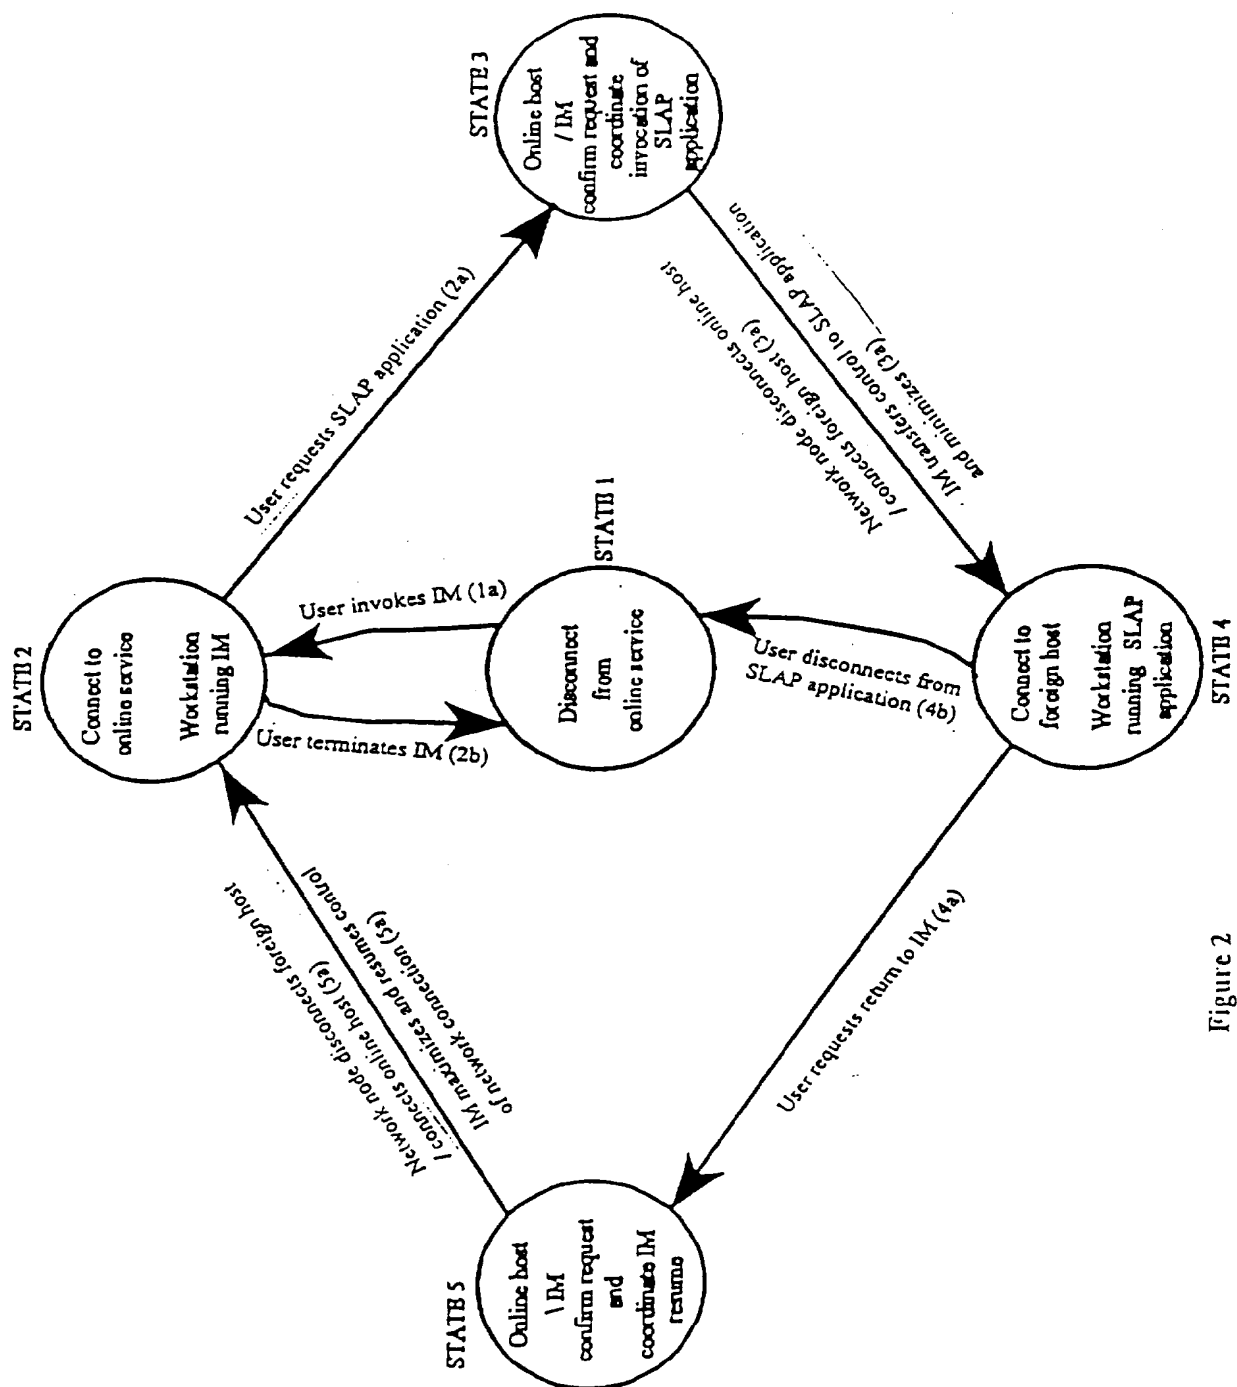 STATE 2
Connect to
online service
Workstation
running IM
STATE 3
Online host
/ IM
confirm request and
coordinate
invocation of
SLAP
application
User requests SLAP application (2a)
User invokes IM (1a)
User terminates IM (2b)
STATE 1
Disconnect
from
online service
Network node disconnects online host
/ connects foreign host (3a)
IM transfers control to SLAP application
and minimizes (3a)
User disconnects from
SLAP application (4b)
STATE 4
Connect to
foreign host
Workstation
running SLAP
application
User requests return to IM (4a)
STATE 5
Online host
\ IM
confirm request
and
coordinate IM
resume
Network node disconnects foreign host
/ connects online host (5a)
IM maximizes and resumes control
of network connection (5a)
Figure 2